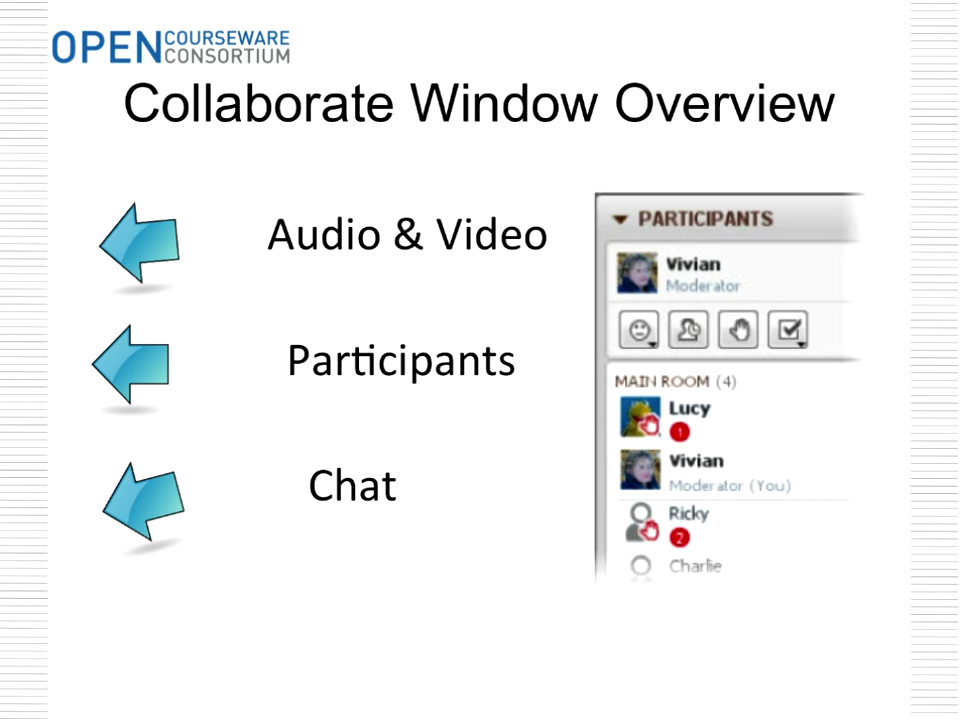 OPEN COURSEWARE CONSORTIUM
Collaborate Window Overview
Audio & Video
Participants
Chat
PARTICIPANTS
Vivian
Moderator
MAIN ROOM (4)
Lucy
1
Vivian
Moderator (You)
Ricky
2
Charlie